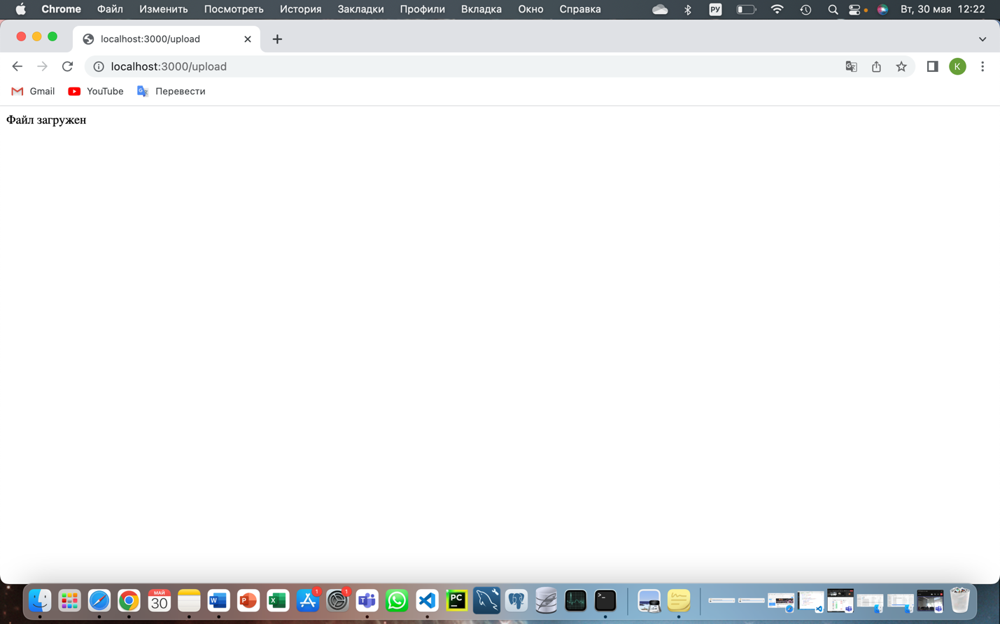 Chrome Файл Изменить Посмотреть История Закладки Профили Вкладка Окно Справка РУ Вт, 30 мая 12:22
localhost:3000/upload
localhost:3000/upload K
Gmail YouTube Перевести
Файл загружен
МАЙ
30 W P X 1 1 T PC >_